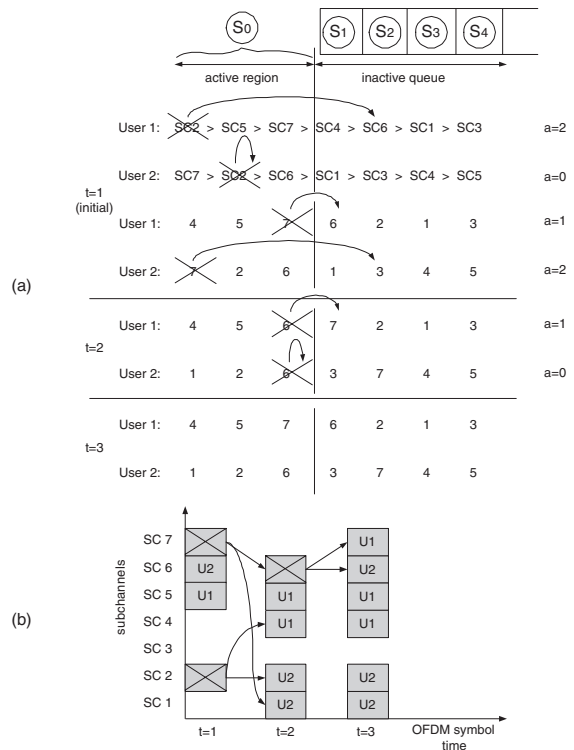 S0 S1 S2 S3 S4
active region inactive queue
User 1: SC2 > SC5 > SC7 > SC4 > SC6 > SC1 > SC3 a=2
User 2: SC7 > SC2 > SC6 > SC1 > SC3 > SC4 > SC5 a=0
t=1
(initial)
User 1: 4 5 7 6 2 1 3 a=1
User 2: 7 2 6 1 3 4 5 a=2
(a)
User 1: 4 5 6 7 2 1 3 a=1
t=2
User 2: 1 2 6 3 7 4 5 a=0
User 1: 4 5 7 6 2 1 3
t=3
User 2: 1 2 6 3 7 4 5
(b)
subchannels
SC 7 U1
SC 6 U2 U2
SC 5 U1 U1 U1
SC 4 U1 U1
SC 3
SC 2 U2 U2
SC 1 U2 U2
t=1 t=2 t=3 OFDM symbol
time